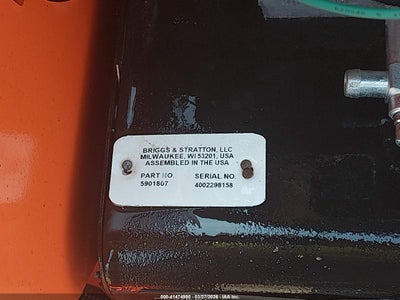 BRIGGS & STRATTON, LLC
MILWAUKEE, WI 53201, USA
ASSEMBLED IN THE USA
PART NO. SERIAL NO.
5901807 4002298158
000-41474990 - 03/27/2026 - IAA Inc.